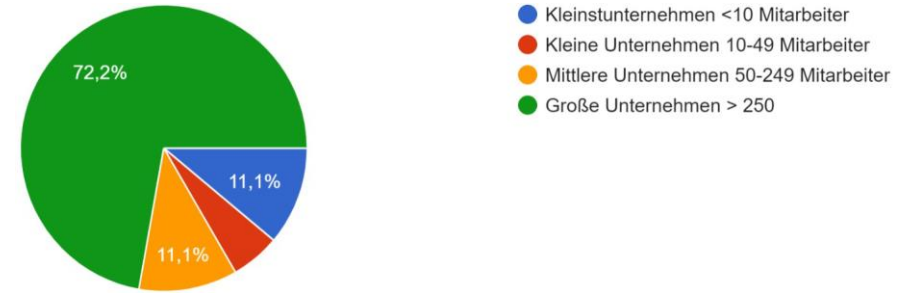 72,2%
11,1%
11,1%
Kleinstunternehmen <10 Mitarbeiter
Kleine Unternehmen 10-49 Mitarbeiter
Mittlere Unternehmen 50-249 Mitarbeiter
Große Unternehmen > 250